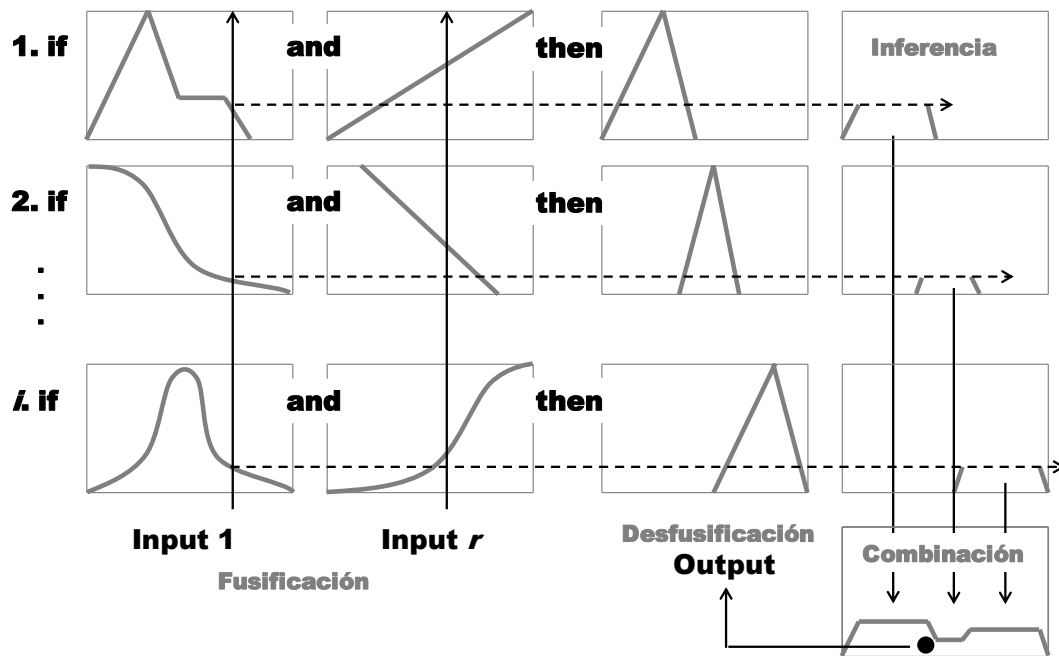 1. if and then Inferencia
2. if and then
.
.
.
i. if and then
Input 1 Input r Desfusificación
Output Combinación
Fusificación